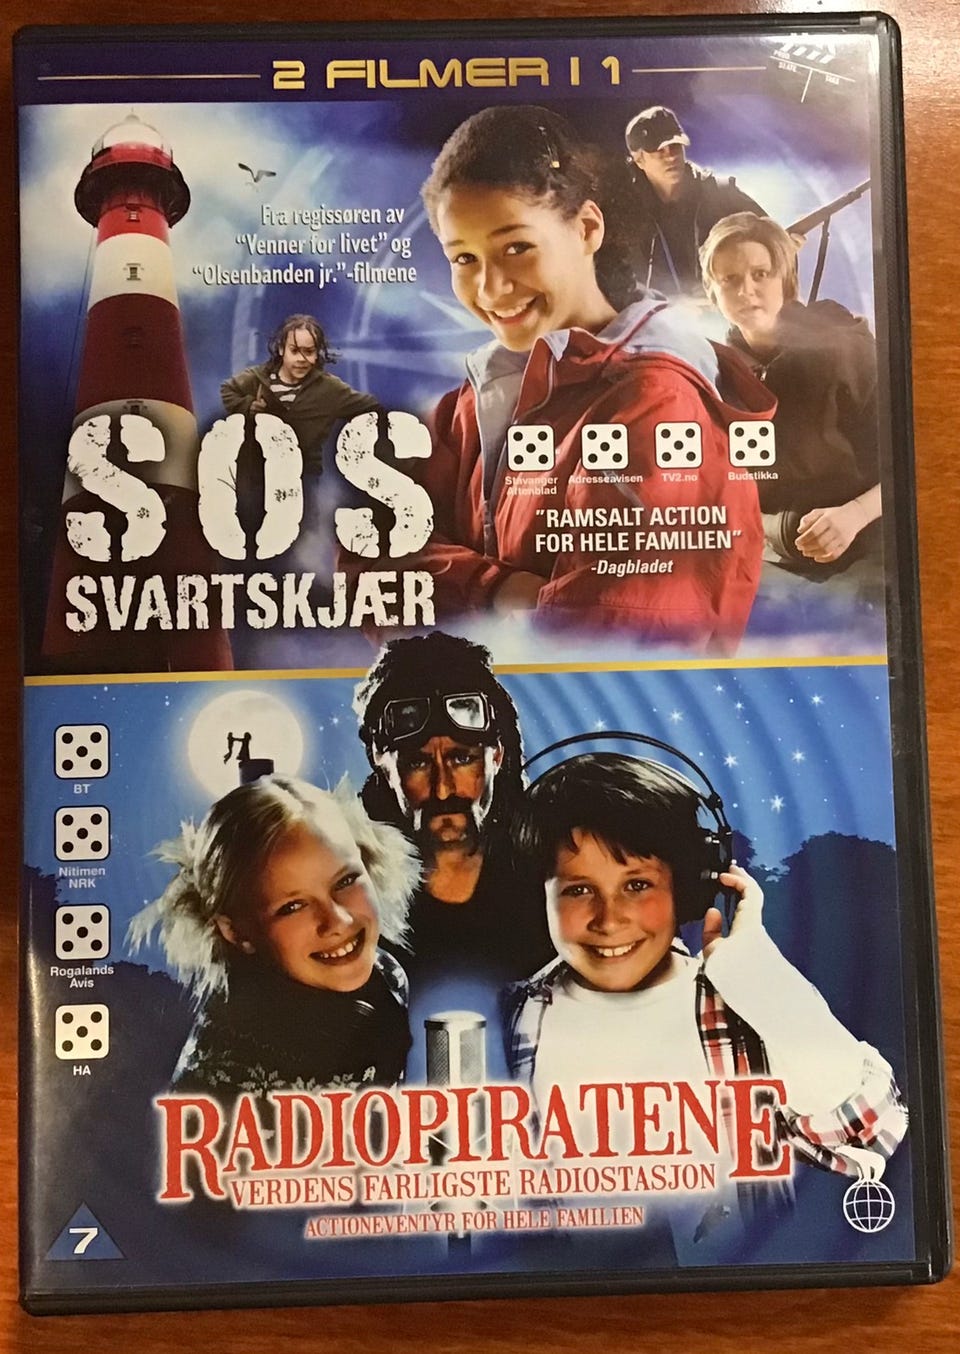 2 FILMER I 1
Fra regissøren av
"Venner for livet" og
"Olsenbanden jr."-filmene
SOS
SVARTSKJÆR
Stavanger
Aftenblad
Adresseavisen
TV2.no
Budstikka
"RAMSALT ACTION
FOR HELE FAMILIEN"
-Dagbladet
BT
Nitimen
NRK
Rogalands
Avis
HA
RADIOPIRATENE
VERDENS FARLIGSTE RADIOSTASJON
ACTIONEVENTYR FOR HELE FAMILIEN
7